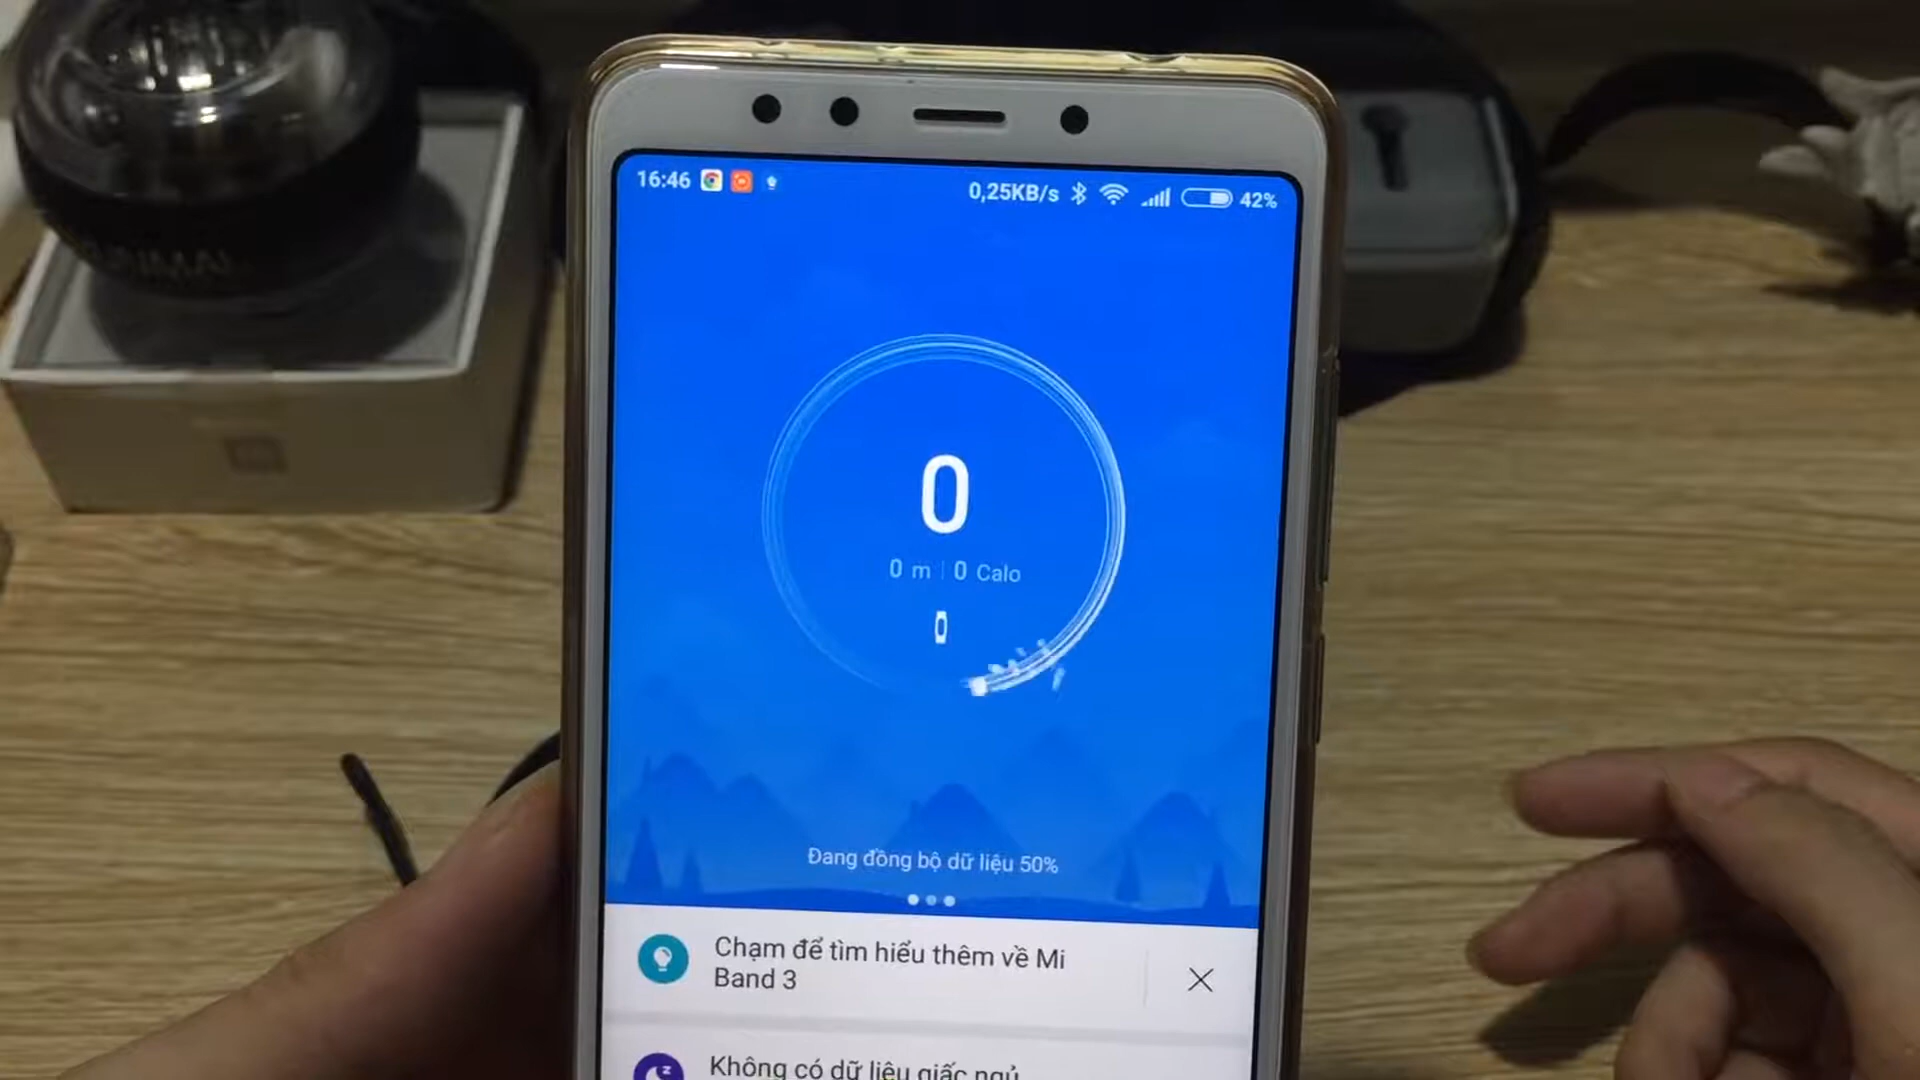 16:46
0,25KB/s
42%
0
0 m | 0 Calo
Đang đồng bộ dữ liệu 50%
Chạm để tìm hiểu thêm về Mi
Band 3
Không có dữ liệu giấc ngủ